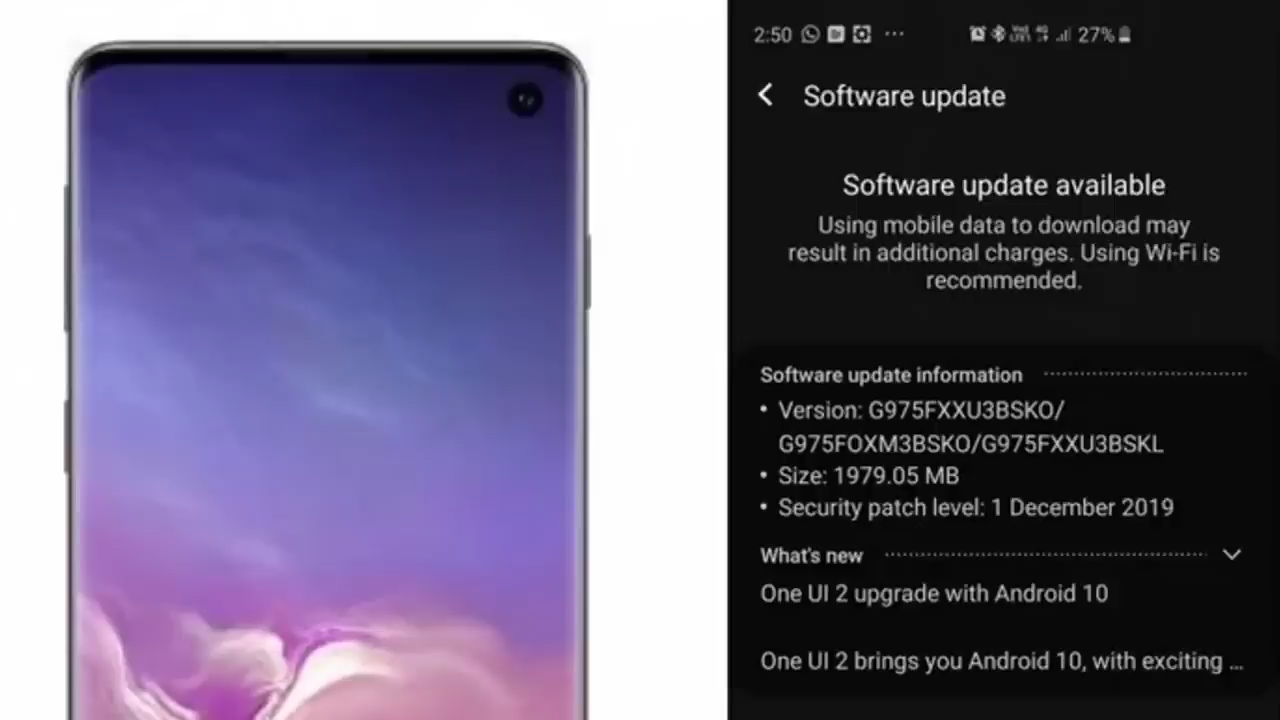 2:50 ... 27%
Software update
Software update available
Using mobile data to download may
result in additional charges. Using Wi-Fi is
recommended.
Software update information
• Version: G975FXXU3BSKO/
G975FOXM3BSKO/G975FXXU3BSKL
• Size: 1979.05 MB
• Security patch level: 1 December 2019
What's new
One UI 2 upgrade with Android 10
One UI 2 brings you Android 10, with exciting ...